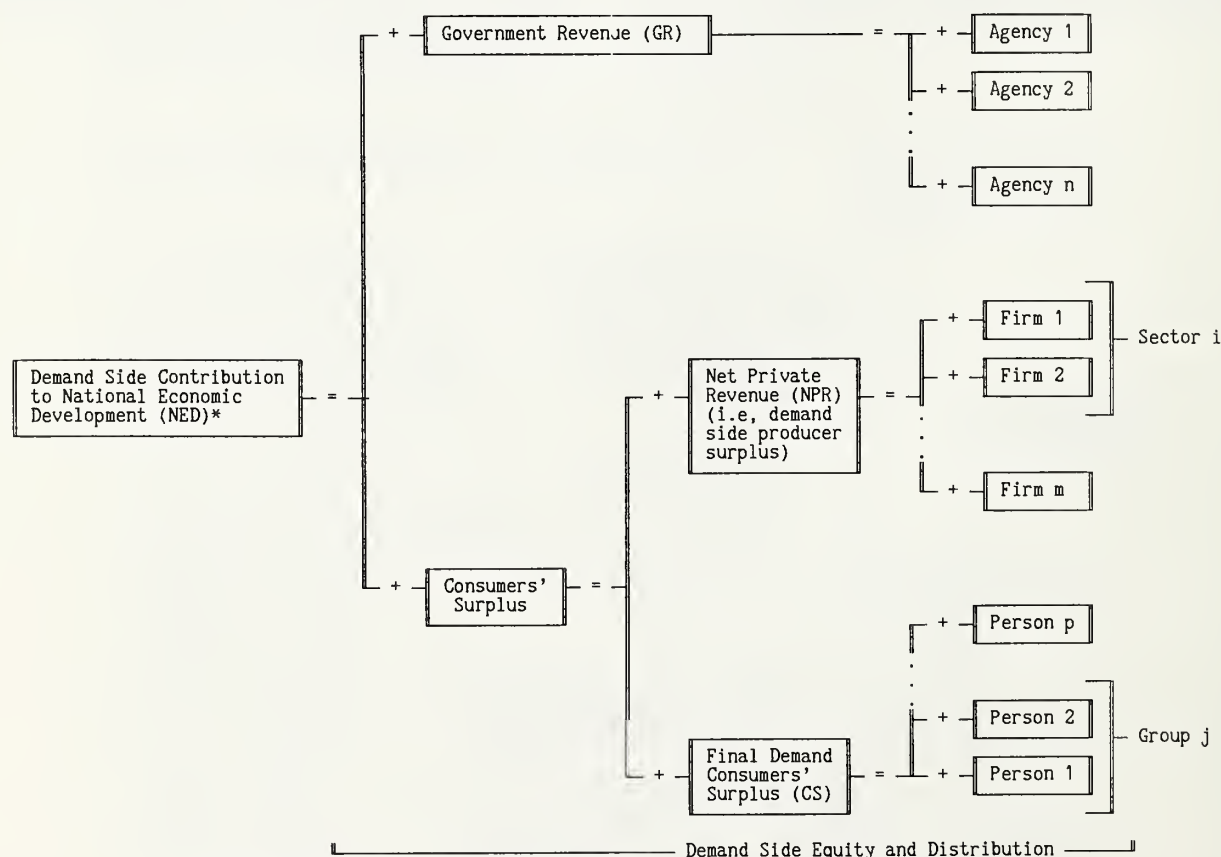 + Government Revenue (GR) = + Agency 1
+ Agency 2
+ Agency n
+ Firm 1
Sector i
+ Firm 2
+ Firm m
Demand Side Contribution
to National Economic
Development (NED)*
=
+ Net Private
Revenue (NPR)
(i.e, demand
side producer
surplus)
=
+ Consumers'
Surplus
=
+ Person p
+ Person 2
Group j
+ Person 1
+ Final Demand
Consumers'
Surplus (CS)
=
Demand Side Equity and Distribution